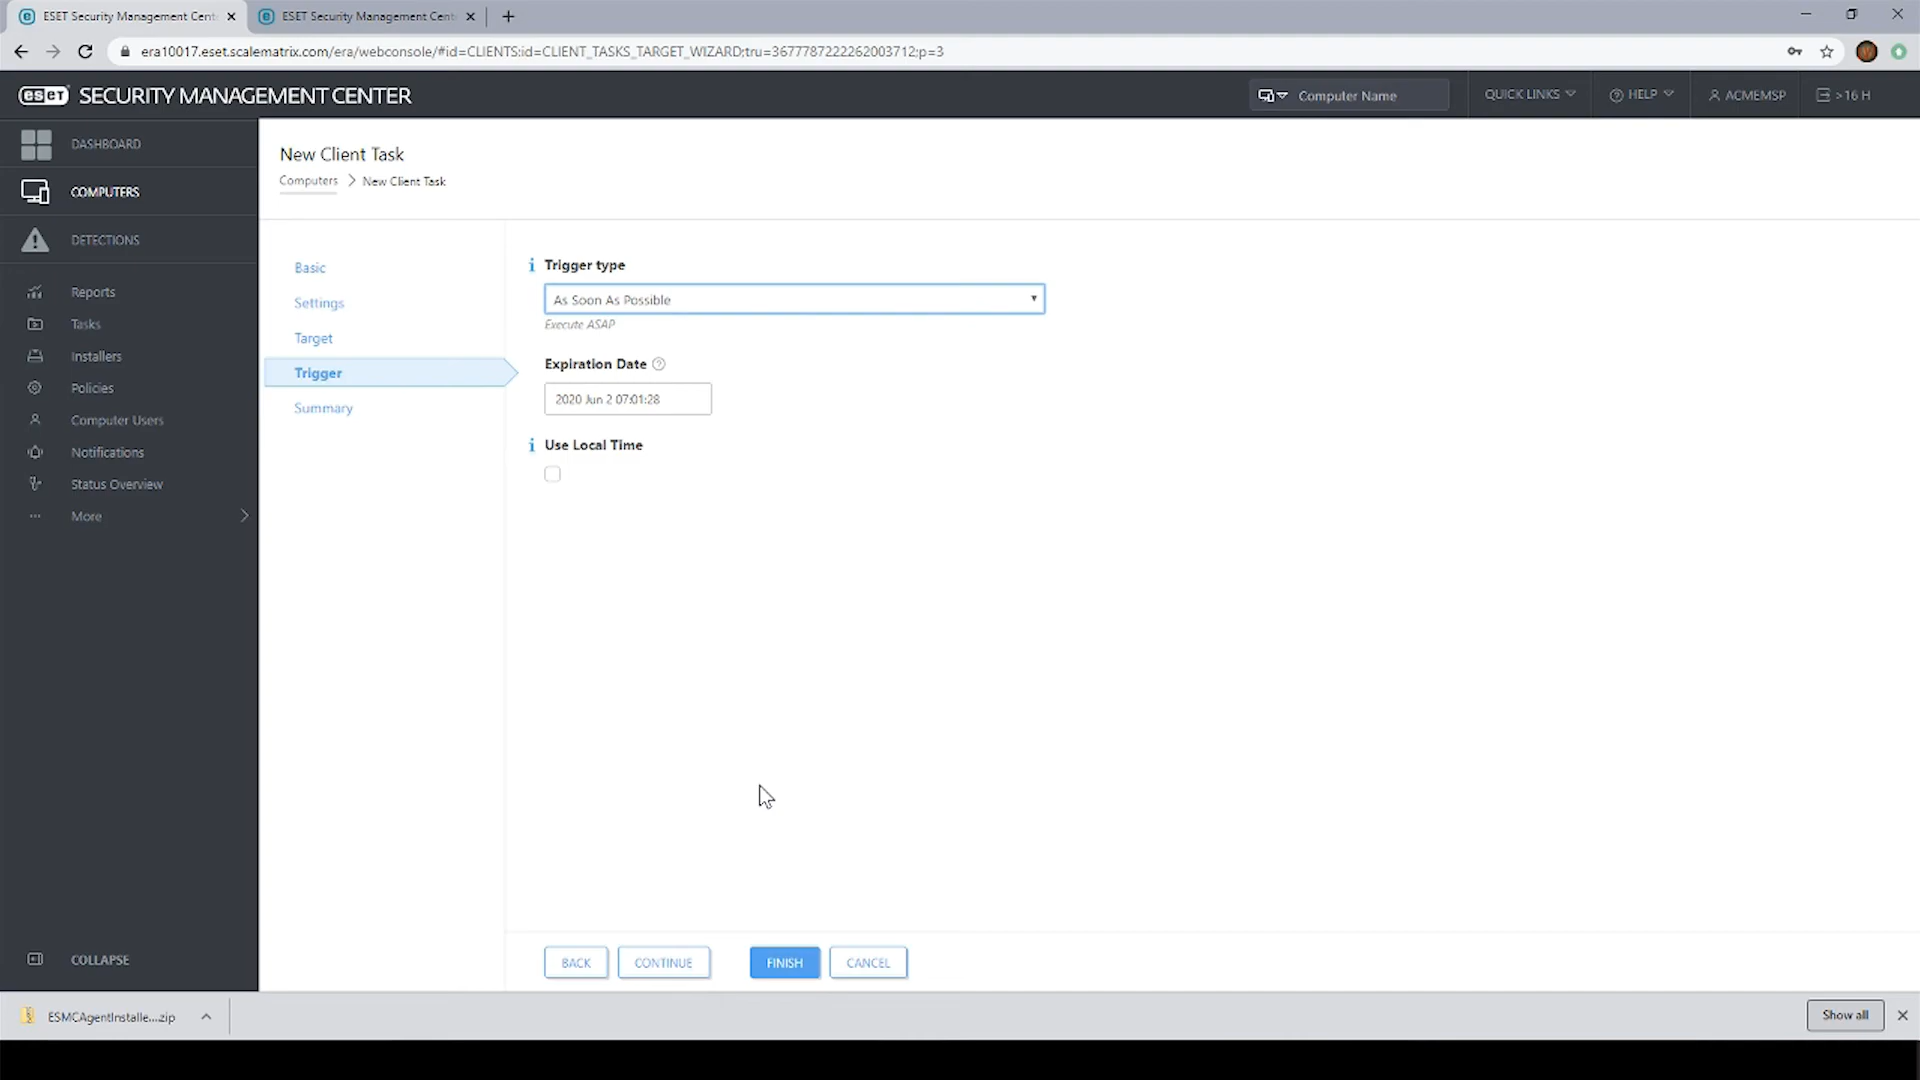 ESET Security Management Cent
ESET Security Management Cent
era10017.eset.scalematrix.com/era/webconsole/#id=CLIENTS:id=CLIENT_TASKS_TARGET_WIZARD;tru=3677787222262003712;p=3
eset SECURITY MANAGEMENT CENTER
Computer Name
QUICK LINKS
HELP
ACMEMSP
>16 H
DASHBOARD
COMPUTERS
DETECTIONS
Reports
Tasks
Installers
Policies
Computer Users
Notifications
Status Overview
More
COLLAPSE
New Client Task
Computers > New Client Task
Basic
Settings
Target
Trigger
Summary
Trigger type
As Soon As Possible
Execute ASAP
Expiration Date
2020 Jun 2 07:01:28
Use Local Time
BACK
CONTINUE
FINISH
CANCEL
ESMCAgentInstalle....zip
Show all